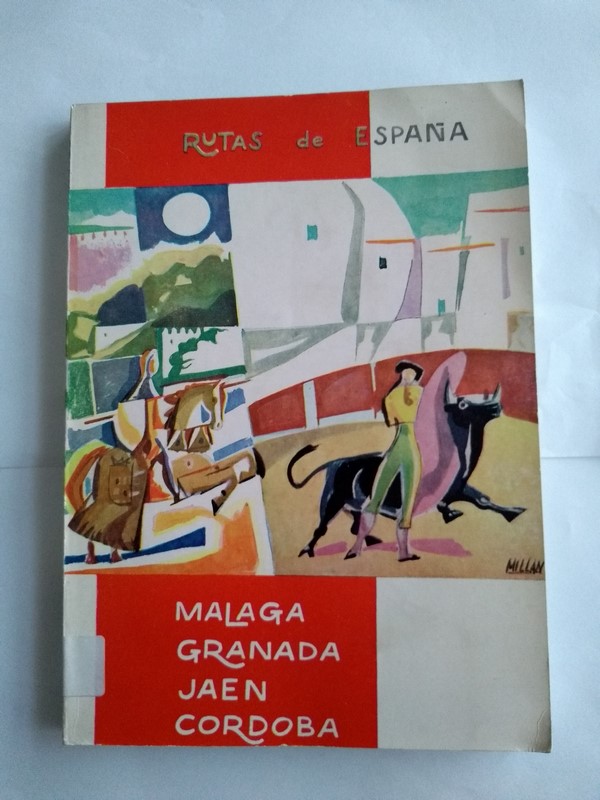 RUTAS de ESPAÑA
MILLAN
MALAGA
GRANADA
JAEN
CORDOBA